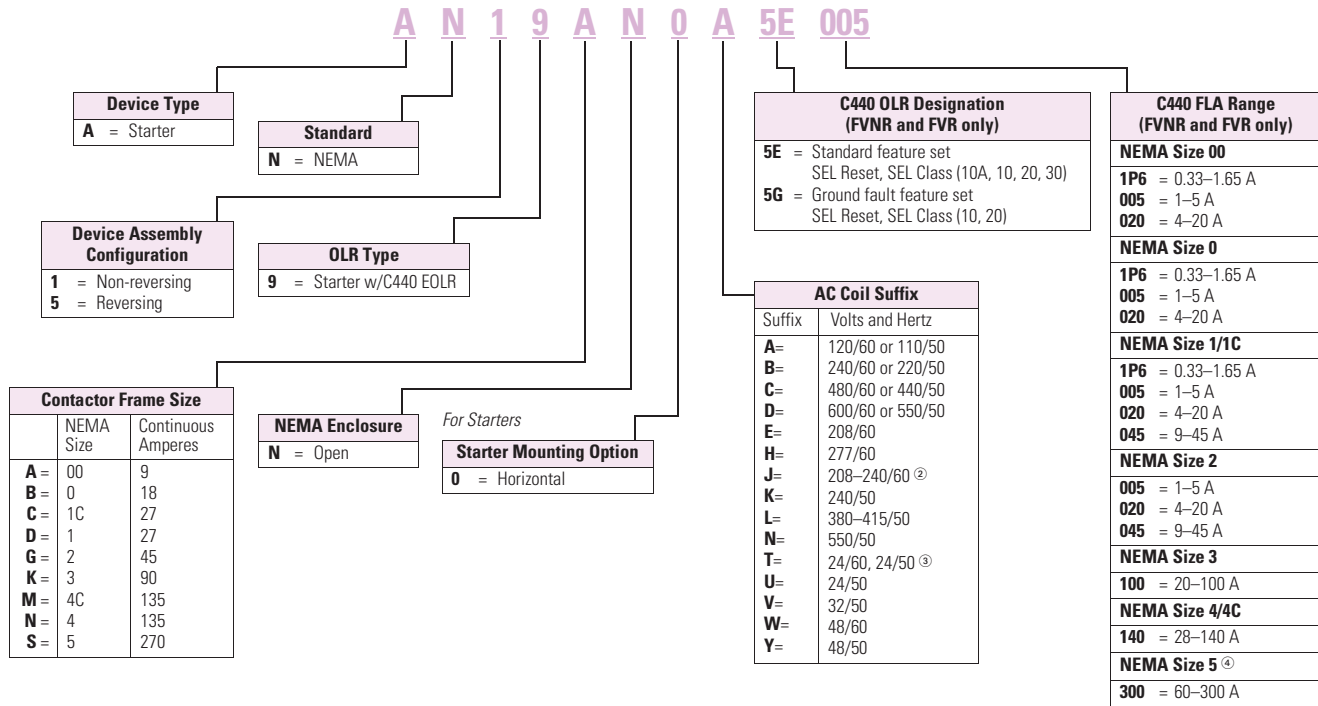 A N 1 9 A N 0 A 5E 005
Device Type
A = Starter
Standard
N = NEMA
Device Assembly
Configuration
1 = Non-reversing
5 = Reversing
OLR Type
9 = Starter w/C440 EOLR
Contactor Frame Size
NEMA Size Continuous Amperes
A = 00 9
B = 0 18
C = 1C 27
D = 1 27
G = 2 45
K = 3 90
M = 4C 135
N = 4 135
S = 5 270
NEMA Enclosure
N = Open
For Starters
Starter Mounting Option
0 = Horizontal
C440 OLR Designation
(FVNR and FVR only)
5E = Standard feature set
SEL Reset, SEL Class (10A, 10, 20, 30)
5G = Ground fault feature set
SEL Reset, SEL Class (10, 20)
AC Coil Suffix
Suffix Volts and Hertz
A= 120/60 or 110/50
B= 240/60 or 220/50
C= 480/60 or 440/50
D= 600/60 or 550/50
E= 208/60
H= 277/60
J= 208–240/60 ②
K= 240/50
L= 380–415/50
N= 550/50
T= 24/60, 24/50 ③
U= 24/50
V= 32/50
W= 48/60
Y= 48/50
C440 FLA Range
(FVNR and FVR only)
NEMA Size 00
1P6 = 0.33–1.65 A
005 = 1–5 A
020 = 4–20 A
NEMA Size 0
1P6 = 0.33–1.65 A
005 = 1–5 A
020 = 4–20 A
NEMA Size 1/1C
1P6 = 0.33–1.65 A
005 = 1–5 A
020 = 4–20 A
045 = 9–45 A
NEMA Size 2
005 = 1–5 A
020 = 4–20 A
045 = 9–45 A
NEMA Size 3
100 = 20–100 A
NEMA Size 4/4C
140 = 28–140 A
NEMA Size 5 ④
300 = 60–300 A